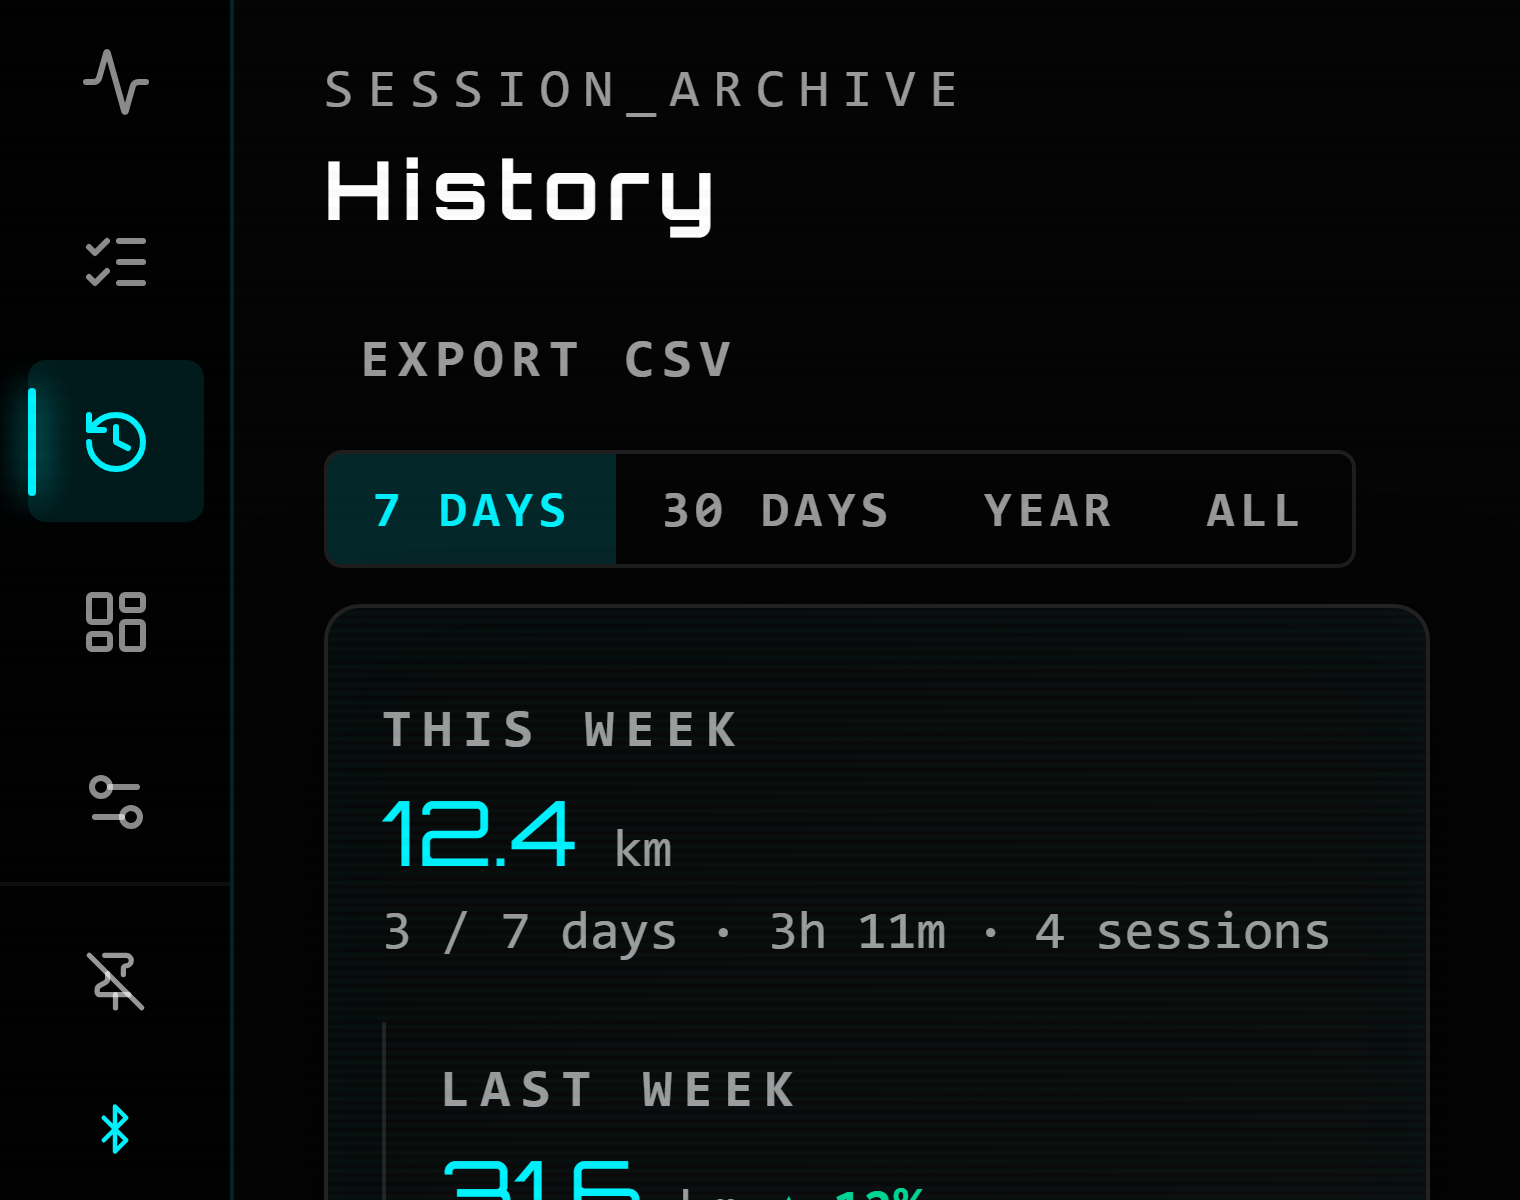 SESSION_ARCHIVE
History
EXPORT CSV
7 DAYS 30 DAYS YEAR ALL
THIS WEEK
12.4 km
3 / 7 days · 3h 11m · 4 sessions
LAST WEEK